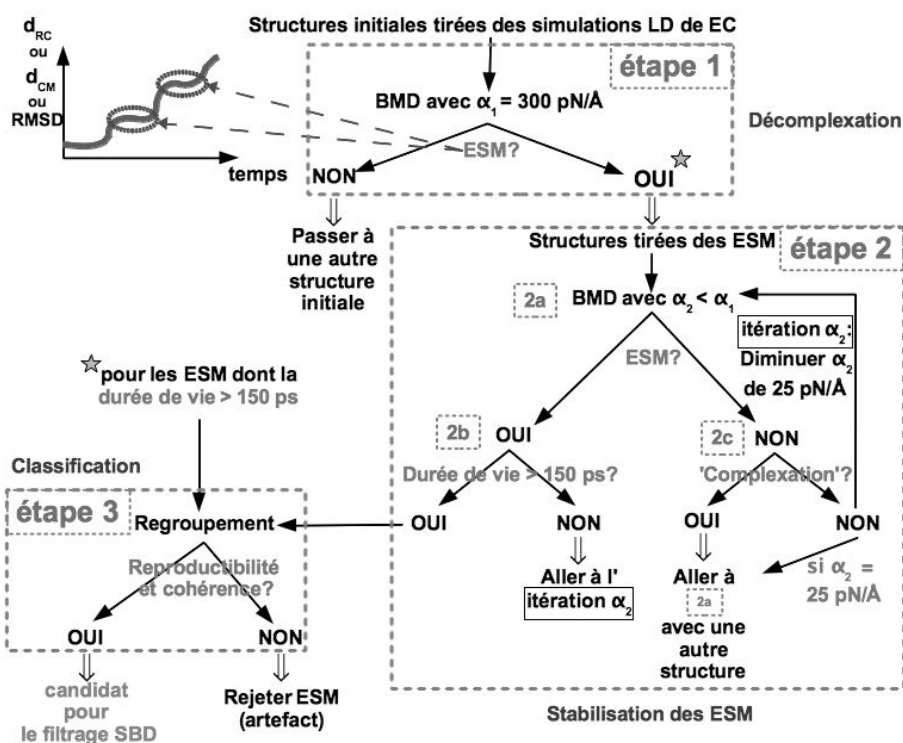 d_RC
ou
d_CM
ou
RMSD
temps
Structures initiales tirées des simulations LD de EC
étape 1
BMD avec α₁ = 300 pN/Å
ESM?
NON
OUI
Décomplexation
Passer à
une autre
structure
initiale
Structures tirées des ESM
étape 2
2a
BMD avec α₂ < α₁
itération α₂:
Diminuer α₂
de 25 pN/Å
ESM?
2b
OUI
2c
NON
Durée de vie > 150 ps?
'Complexation'?
OUI
NON
OUI
NON
Aller à l'
itération α₂
Aller à
2a
avec une
autre
structure
si α₂ =
25 pN/Å
Stabilisation des ESM
pour les ESM dont la
durée de vie > 150 ps
Classification
étape 3
Regroupement
Reproductibilité
et cohérence?
OUI
NON
candidat
pour
le filtrage SBD
Rejeter ESM
(artefact)